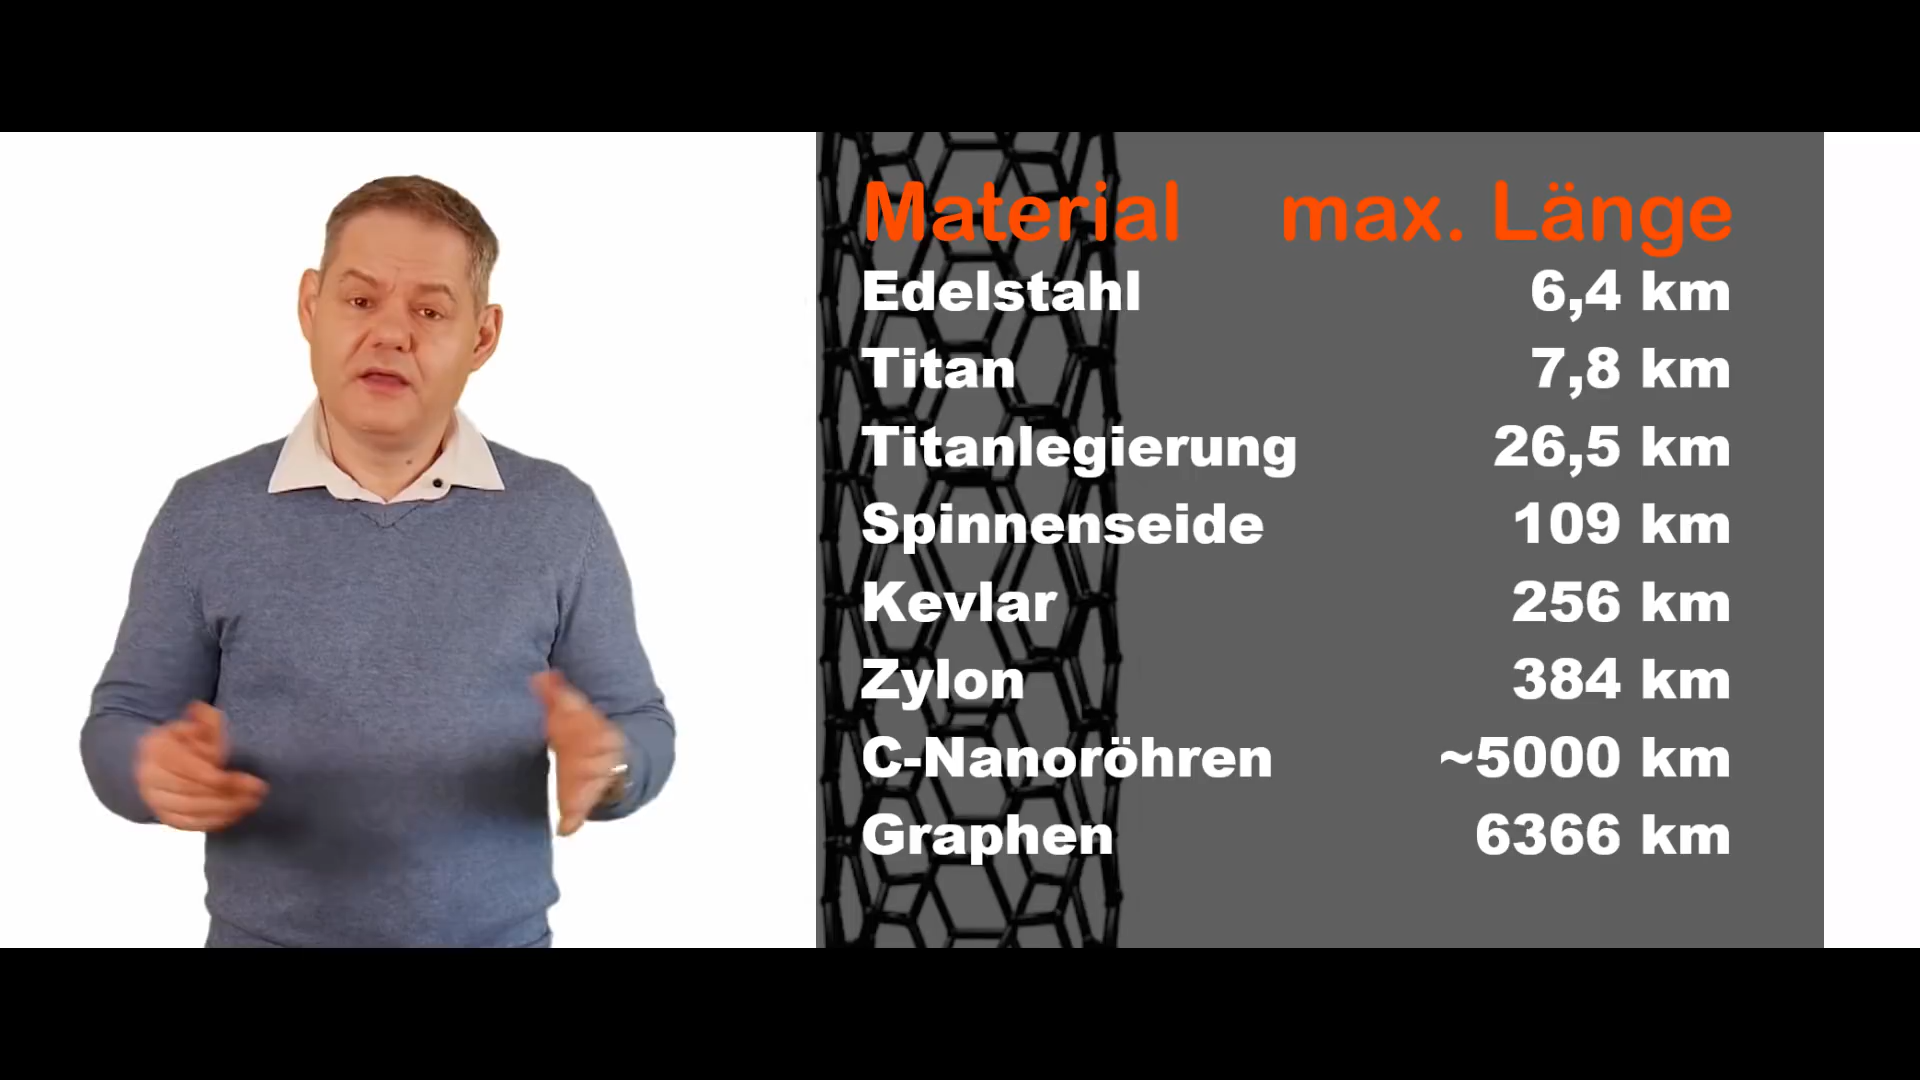 Material max. Länge
Edelstahl 6,4 km
Titan 7,8 km
Titanlegierung 26,5 km
Spinnenseide 109 km
Kevlar 256 km
Zylon 384 km
C-Nanoröhren ~5000 km
Graphen 6366 km